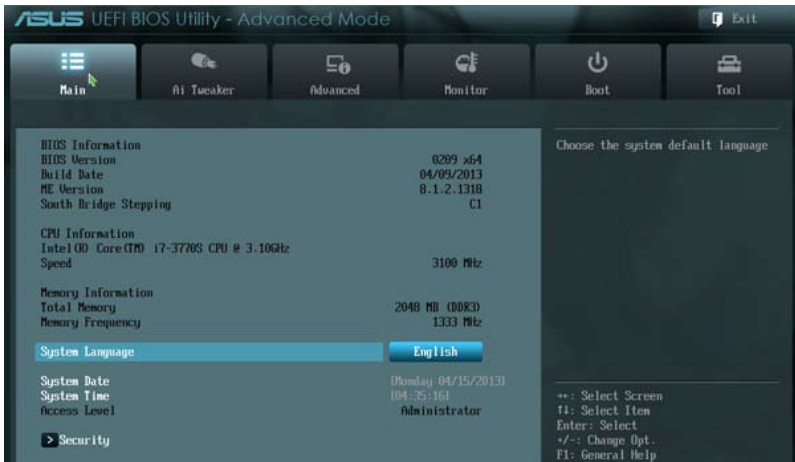 ASUS UEFI BIOS Utility - Advanced Mode
Exit
Main
Ai Tweaker
Advanced
Monitor
Boot
Tool
BIOS Information
BIOS Version 0209 x64
Build Date 04/09/2013
ME Version 8.1.2.1318
South Bridge Stepping C1
CPU Information
Intel(R) Core(TM) i7-3770S CPU @ 3.10GHz
Speed 3100 MHz
Memory Information
Total Memory 2048 MB (DDR3)
Memory Frequency 1333 MHz
System Language English
System Date [Monday 04/15/2013]
System Time [04:35:16]
Access Level Administrator
> Security
Choose the system default language
→←: Select Screen
↑↓: Select Item
Enter: Select
+/-: Change Opt.
F1: General Help